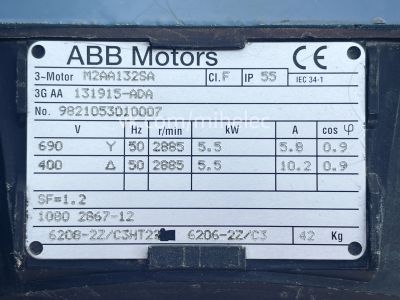 ABB Motors CE
3~Motor M2AA132SA Cl. F IP 55 IEC 34-1
3G AA 131915-ADA
No. 9821053010007
V Hz r/min kW A cos φ
690 Y 50 2885 5.5 5.8 0.9
400 Δ 50 2885 5.5 10.2 0.9
SF=1.2
1080 2867-12
6208-2Z/C3HT 6206-2Z/C3 42 Kg